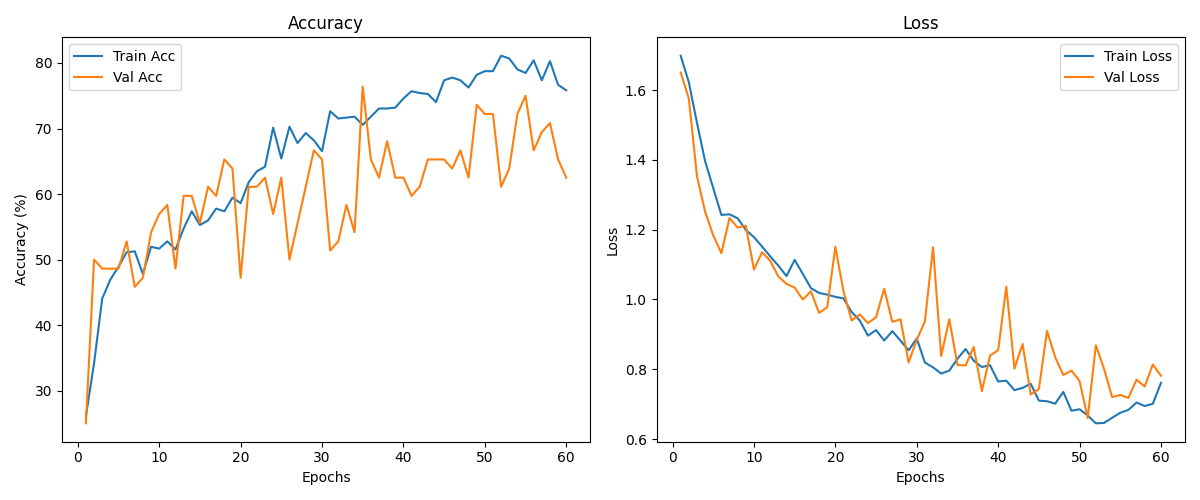 Accuracy
Train Acc
Val Acc
Accuracy (%)
80
70
60
50
40
30
0 10 20 30 40 50 60
Epochs
Loss
Train Loss
Val Loss
Loss
1.6
1.4
1.2
1.0
0.8
0.6
0 10 20 30 40 50 60
Epochs